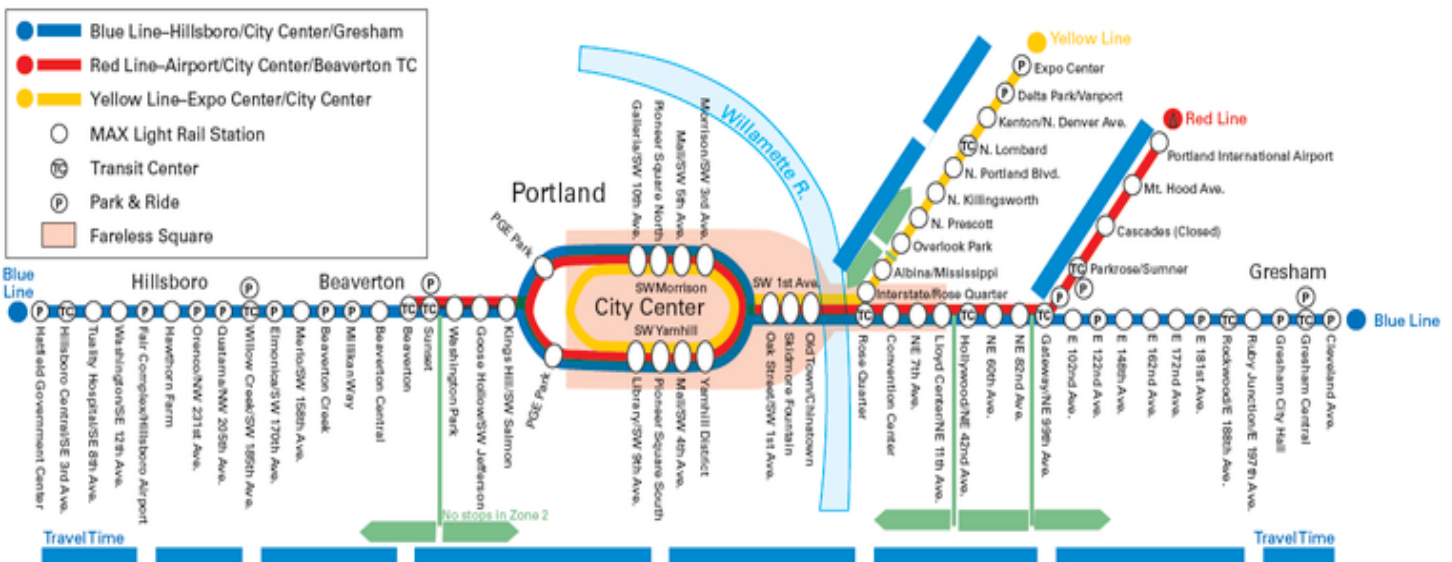 Blue Line–Hillsboro/City Center/Gresham
Red Line–Airport/City Center/Beaverton TC
Yellow Line–Expo Center/City Center
MAX Light Rail Station
TC Transit Center
P Park & Ride
Fareless Square
Portland
Willamette R.
Yellow Line
P Expo Center
P Delta Park/Vanport
Kenton/N. Denver Ave.
TC N. Lombard
N. Portland Blvd.
N. Killingsworth
N. Prescott
Overlook Park
Albina/Mississippi
Interstate/Rose Quarter
Red Line
Portland International Airport
Mt. Hood Ave.
Cascades (Closed)
TC Parkrose/Sumner
P
P
Galleria/SW 10th Ave.
Pioneer Square North
Mall/SW 5th Ave.
Morrison/SW 3rd Ave.
PGE Park
SW Morrison
City Center
SW Yamhill
PGE Park
Library/SW 9th Ave.
Pioneer Square South
Mall/SW 4th Ave.
Yamhill District
SW 1st Ave.
Blue
Line
Hillsboro
Beaverton
Gresham
Blue Line
P Hatfield Government Center
TC Hillsboro Central/SE 3rd Ave.
Tuality Hospital/SE 8th Ave.
Washington/SE 12th Ave.
P Fair Complex/Hillsboro Airport
Hawthorn Farm
P Orenco/NW 231st Ave.
P Quatama/NW 205th Ave.
P
TC Willow Creek/SW 185th Ave.
P Elmonica/SW 170th Ave.
Merlo/SW 158th Ave.
P Beaverton Creek
P Millikan Way
Beaverton Central
TC Beaverton
P
TC Sunset
Washington Park
Goose Hollow/SW Jefferson
Kings Hill/SW Salmon
Oak Street/SW 1st Ave.
Skidmore Fountain
Old Town/Chinatown
TC Rose Quarter
Convention Center
NE 7th Ave.
Lloyd Center/NE 11th Ave.
TC Hollywood/NE 42nd Ave.
NE 60th Ave.
NE 82nd Ave.
TC Gateway/NE 99th Ave.
E 102nd Ave.
P E 122nd Ave.
E 148th Ave.
E 162nd Ave.
E 172nd Ave.
P E 181st Ave.
TC Rockwood/E 188th Ave.
Ruby Junction/E 197th Ave.
P Gresham City Hall
P
TC Gresham Central
P Cleveland Ave.
No stops in Zone 2
Travel Time
Travel Time